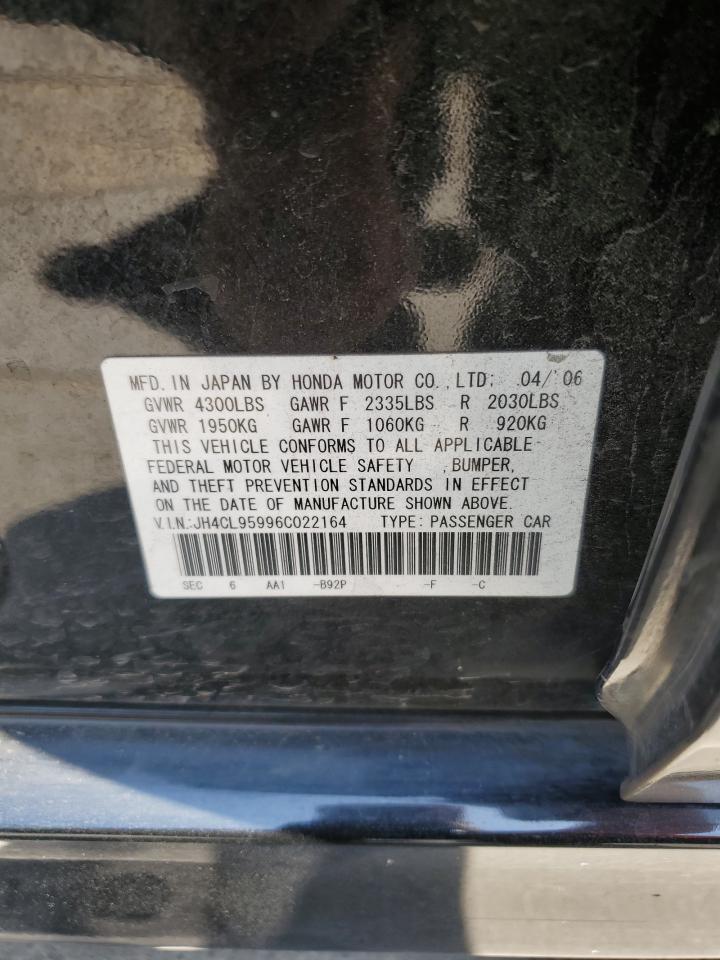 MFD. IN JAPAN BY HONDA MOTOR CO., LTD; 04/'06
GVWR 4300LBS GAWR F 2335LBS R 2030LBS
GVWR 1950KG GAWR F 1060KG R 920KG
THIS VEHICLE CONFORMS TO ALL APPLICABLE
FEDERAL MOTOR VEHICLE SAFETY ,BUMPER,
AND THEFT PREVENTION STANDARDS IN EFFECT
ON THE DATE OF MANUFACTURE SHOWN ABOVE.
V.I.N.:JH4CL95996C022164 TYPE: PASSENGER CAR
SEC 6 AA1 -B92P -F -C